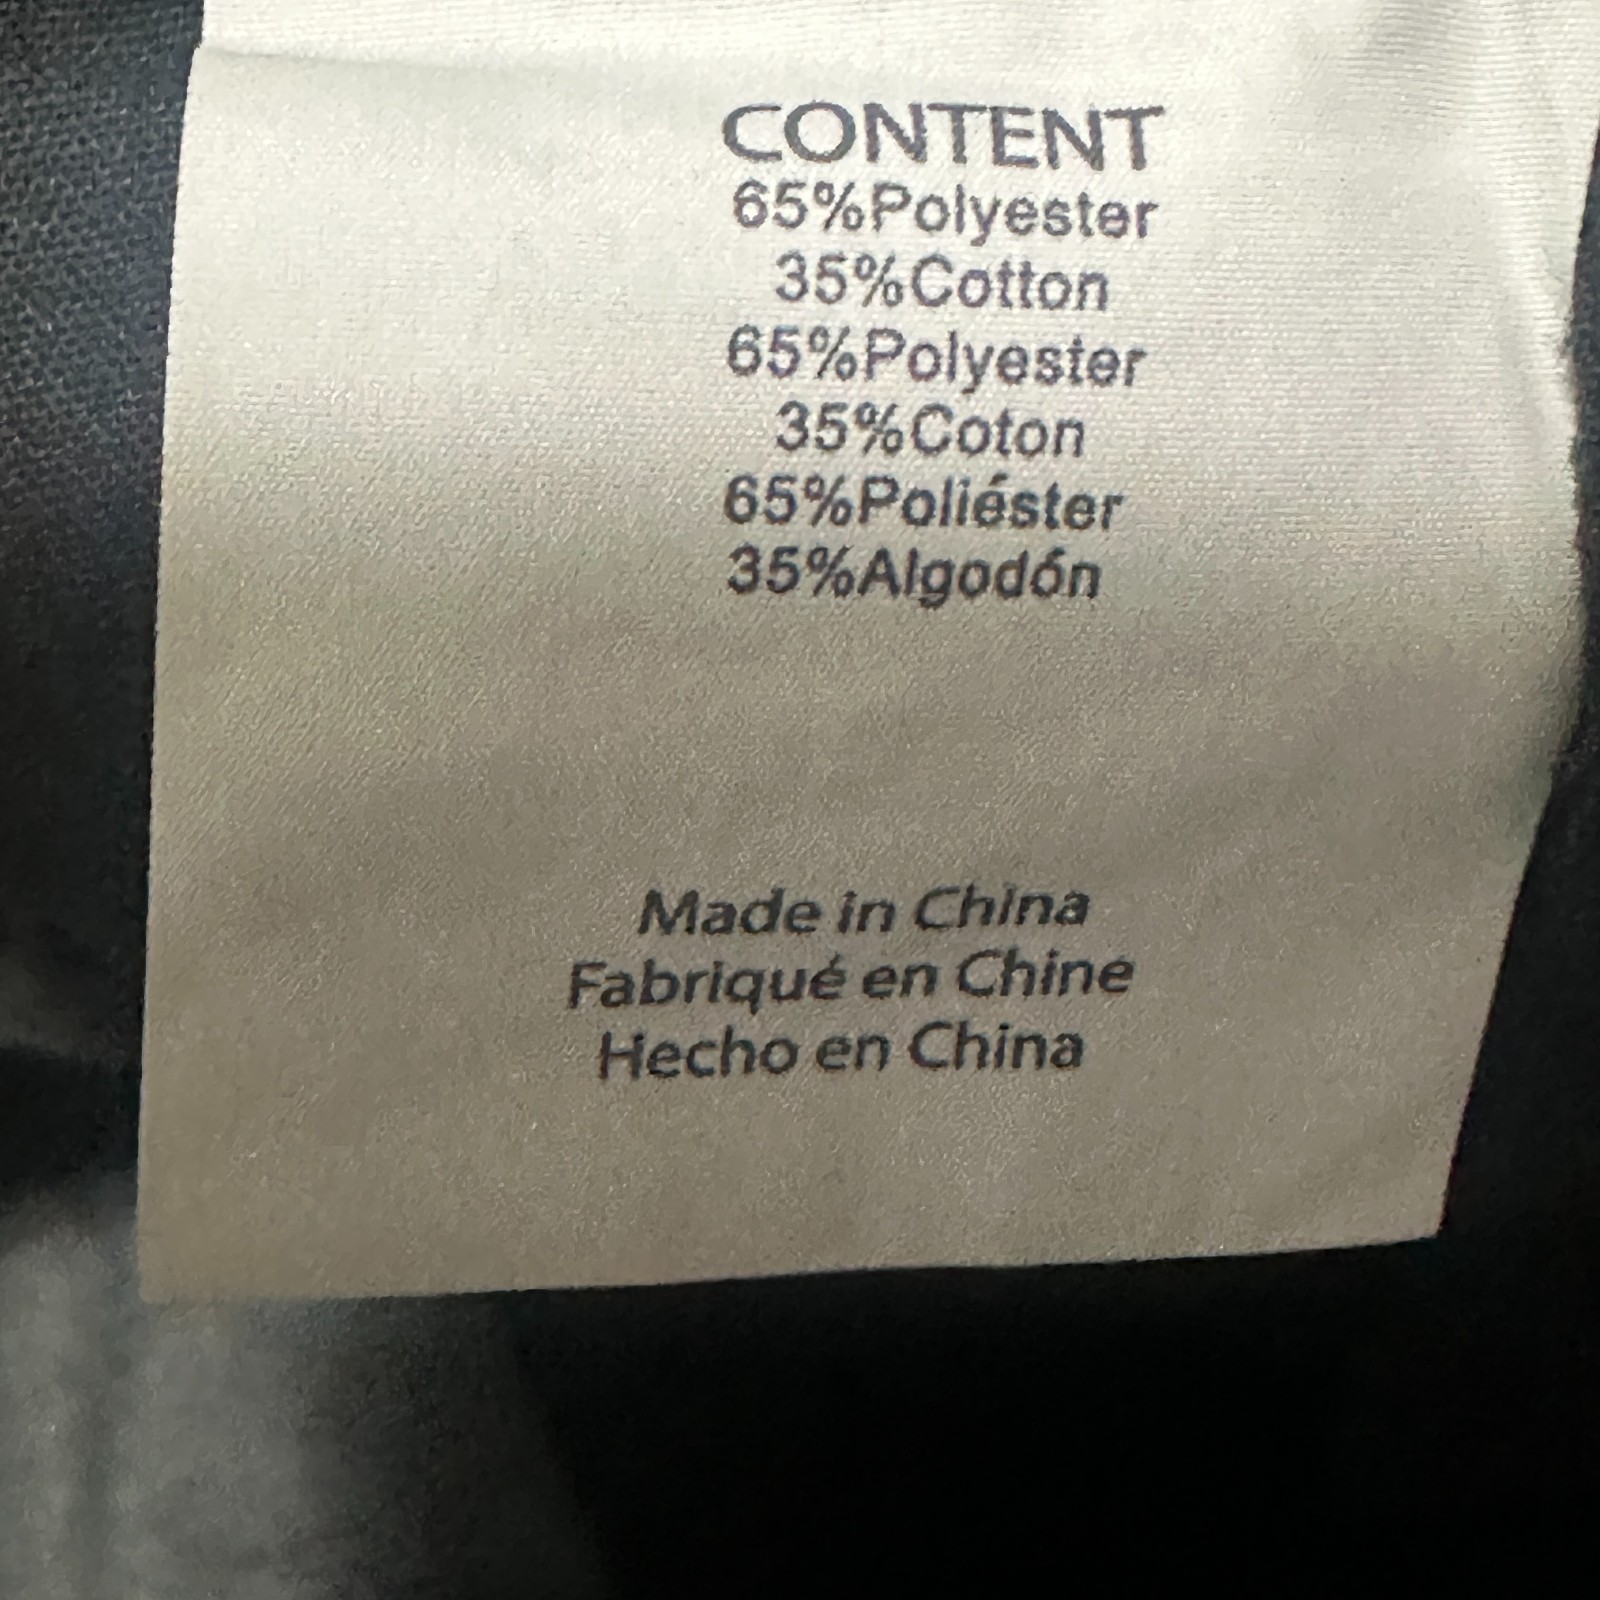 CONTENT
65%Polyester
35%Cotton
65%Polyester
35%Coton
65%Poliéster
35%Algodón
Made in China
Fabriqué en Chine
Hecho en China